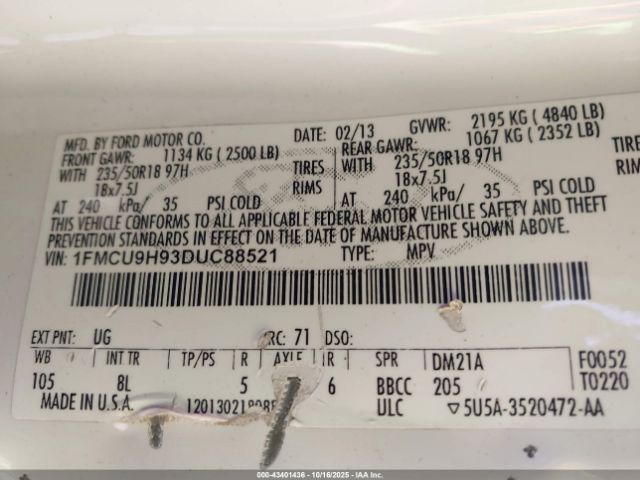 MFD. BY FORD MOTOR CO. DATE: 02/13 GVWR: 2195 KG ( 4840 LB)
FRONT GAWR: 1134 KG ( 2500 LB) REAR GAWR: 1067 KG ( 2352 LB)
WITH 235/50R18 97H TIRES WITH 235/50R18 97H TIRE
18x7.5J RIMS 18x7.5J RIMS
AT 240 kPa/ 35 PSI COLD AT 240 kPa/ 35 PSI COLD
THIS VEHICLE CONFORMS TO ALL APPLICABLE FEDERAL MOTOR VEHICLE SAFETY AND THEFT
PREVENTION STANDARDS IN EFFECT ON THE DATE OF MANUFACTURE SHOWN ABOVE.
VIN: 1FMCU9H93DUC88521 TYPE: MPV
EXT PNT: UG RC: 71 DSO:
WB INT TR TP/PS R AXLE R SPR DM21A F0052
105 8L 5 6 BBCC 205 T0220
MADE IN U.S.A. ULC ▽5U5A-3520472-AA
000-43401436 - 10/16/2025 - IAAI.COM